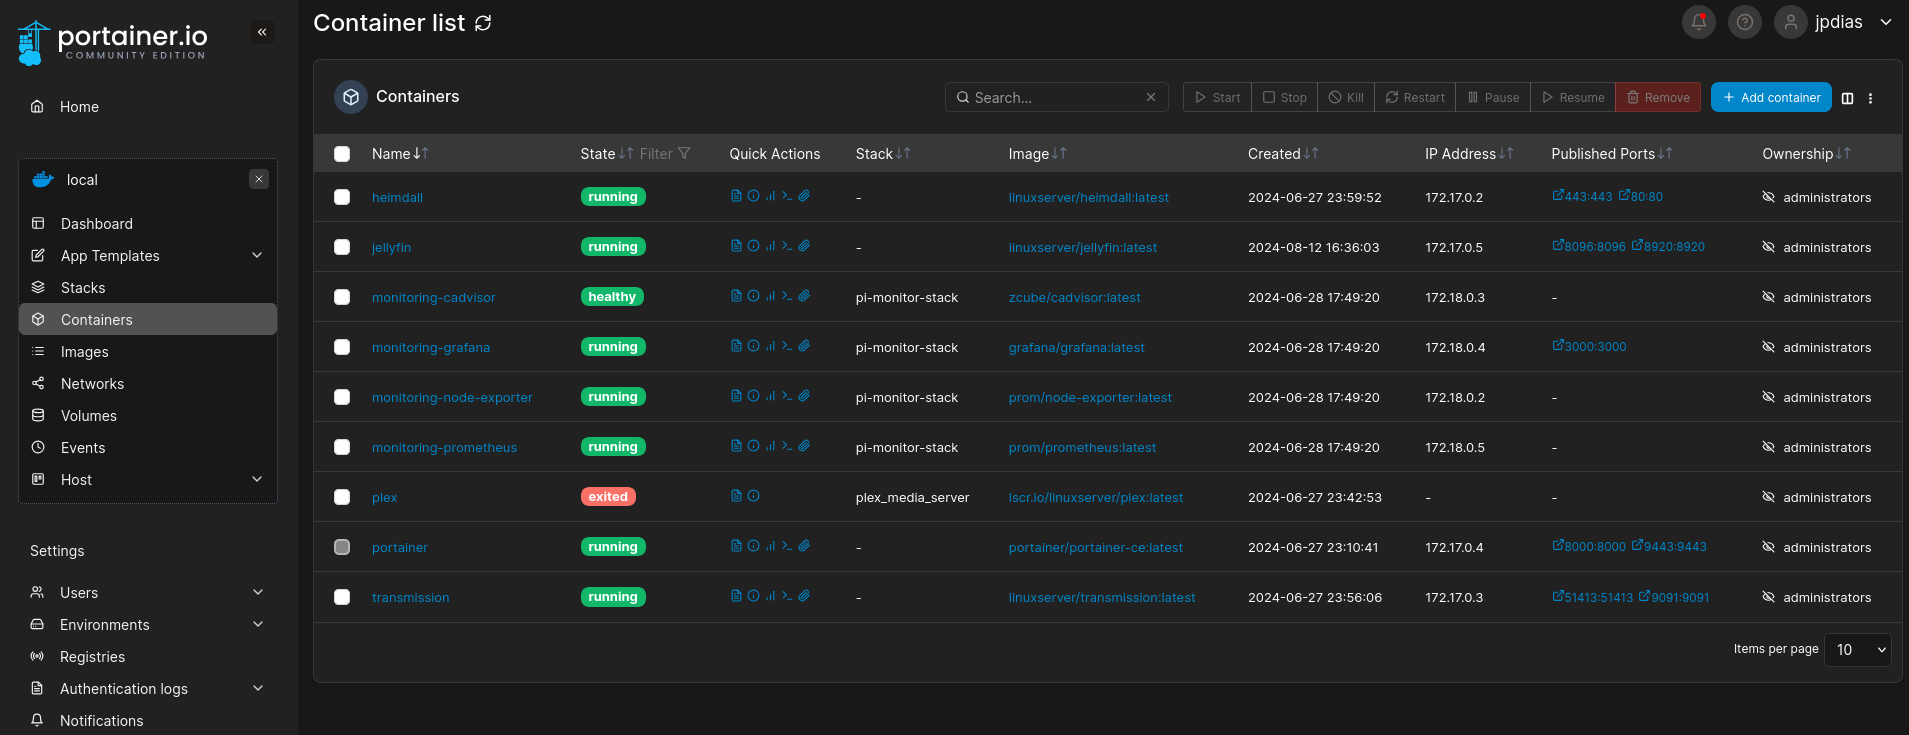 portainer.io
COMMUNITY EDITION
Home
local
Dashboard
App Templates
Stacks
Containers
Images
Networks
Volumes
Events
Host
Settings
Users
Environments
Registries
Authentication logs
Notifications
Container list
jpdias
Containers
Search...
Start Stop Kill Restart Pause Resume Remove
+ Add container
Name State Filter Quick Actions Stack Image Created IP Address Published Ports Ownership
heimdall running - linuxserver/heimdall:latest 2024-06-27 23:59:52 172.17.0.2 443:443 80:80 administrators
jellyfin running - linuxserver/jellyfin:latest 2024-08-12 16:36:03 172.17.0.5 8096:8096 8920:8920 administrators
monitoring-cadvisor healthy pi-monitor-stack zcube/cadvisor:latest 2024-06-28 17:49:20 172.18.0.3 - administrators
monitoring-grafana running pi-monitor-stack grafana/grafana:latest 2024-06-28 17:49:20 172.18.0.4 3000:3000 administrators
monitoring-node-exporter running pi-monitor-stack prom/node-exporter:latest 2024-06-28 17:49:20 172.18.0.2 - administrators
monitoring-prometheus running pi-monitor-stack prom/prometheus:latest 2024-06-28 17:49:20 172.18.0.5 - administrators
plex exited plex_media_server lscr.io/linuxserver/plex:latest 2024-06-27 23:42:53 - - administrators
portainer running - portainer/portainer-ce:latest 2024-06-27 23:10:41 172.17.0.4 8000:8000 9443:9443 administrators
transmission running - linuxserver/transmission:latest 2024-06-27 23:56:06 172.17.0.3 51413:51413 9091:9091 administrators
Items per page 10